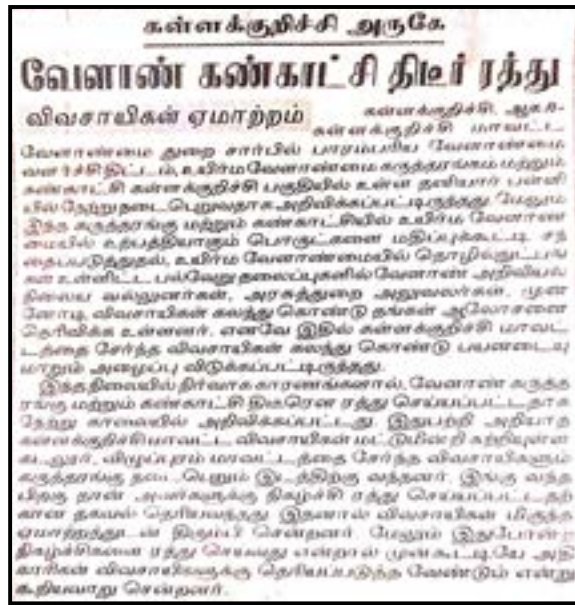 கள்ளக்குறிச்சி அருகே
வேளாண் கண்காட்சி திடீர் ரத்து
விவசாயிகள் ஏமாற்றம்
கள்ளக்குறிச்சி, ஆக.8-
கள்ளக்குறிச்சி மாவட்ட
வேளாண்மை துறை சார்பில் பாரம்பரிய வேளாண்மை
வளர்ச்சி திட்டம், உயிர்ம வேளாண்மை கருத்தரங்கம் மற்றும்
கண்காட்சி கள்ளக்குறிச்சி பகுதியில் உள்ள தனியார் பள்ளி
யில் நேற்று நடைபெறுவதாக அறிவிக்கப்பட்டிருந்தது. மேலும்
இந்த கருத்தரங்கு மற்றும் கண்காட்சியில் உயிர்ம வேளாண்
மையில் உற்பத்தியாகும் பொருட்களை மதிப்புக்கூட்டி சந்
தைபடுத்துதல், உயிர்ம வேளாண்மையில் தொழில்நுட்பங்
கள் உள்ளிட்ட பல்வேறு தலைப்புகளில் வேளாண் அறிவியல்
நிலைய வல்லுனர்கள், அரசுத்துறை அலுவலர்கள், முன்
னோடி விவசாயிகள் கலந்து கொண்டு தங்கள் ஆலோசனை
தெரிவிக்க உள்ளனர். எனவே இதில் கள்ளக்குறிச்சி மாவட்
டத்தை சேர்ந்த விவசாயிகள் கலந்து கொண்டு பயனடையு
மாறும் அழைப்பு விடுக்கப்பட்டிருந்தது.
இந்த நிலையில் நிர்வாக காரணங்களால், வேளாண் கருத்த
ரங்கு மற்றும் கண்காட்சி திடீரென ரத்து செய்யப்பட்டதாக
நேற்று காலையில் அறிவிக்கப்பட்டது. இதுபற்றி அறியாத
கள்ளக்குறிச்சி மாவட்ட விவசாயிகள் மட்டுமின்றி சுற்றியுள்ள
கடலூர், விழுப்புரம் மாவட்டத்தை சேர்ந்த விவசாயிகளும்
கருத்தரங்கு நடைபெறும் இடத்திற்கு வந்தனர். இங்கு வந்த
பிறகு தான் அவர்களுக்கு நிகழ்ச்சி ரத்து செய்யப்பட்டதற்
கான தகவல் தெரியவந்தது. இதனால் விவசாயிகள் மிகுந்த
ஏமாற்றத்துடன் திரும்பி சென்றனர். மேலும் இதுபோன்ற
நிகழ்ச்சிகளை ரத்து செய்வது என்றால் முன்கூட்டியே அதி
காரிகள் விவசாயிகளுக்கு தெரியப்படுத்த வேண்டும் என்று
கூறியவாறு சென்றனர்.